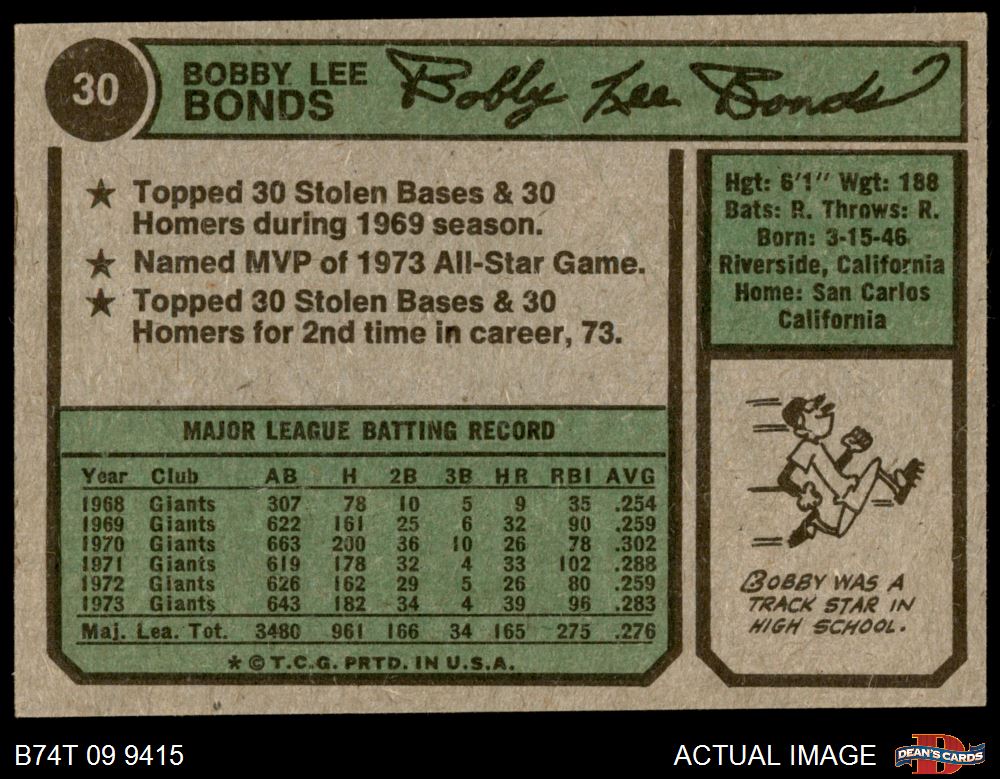 30
BOBBY LEE
BONDS
Bobby Lee Bonds
★ Topped 30 Stolen Bases & 30
Homers during 1969 season.
★ Named MVP of 1973 All-Star Game.
★ Topped 30 Stolen Bases & 30
Homers for 2nd time in career, 73.
Hgt: 6'1" Wgt: 188
Bats: R. Throws: R.
Born: 3-15-46
Riverside, California
Home: San Carlos
California
MAJOR LEAGUE BATTING RECORD
Year Club AB H 2B 3B HR RBI AVG
1968 Giants 307 78 10 5 9 35 .254
1969 Giants 622 161 25 6 32 90 .259
1970 Giants 663 200 36 10 26 78 .302
1971 Giants 619 178 32 4 33 102 .288
1972 Giants 626 162 29 5 26 80 .259
1973 Giants 643 182 34 4 39 96 .283
Maj. Lea. Tot. 3480 961 166 34 165 275 .276
* © T.C.G. PRTD. IN U.S.A.
BOBBY WAS A
TRACK STAR IN
HIGH SCHOOL.
B74T 09 9415
ACTUAL IMAGE
D
DEAN'S CARDS